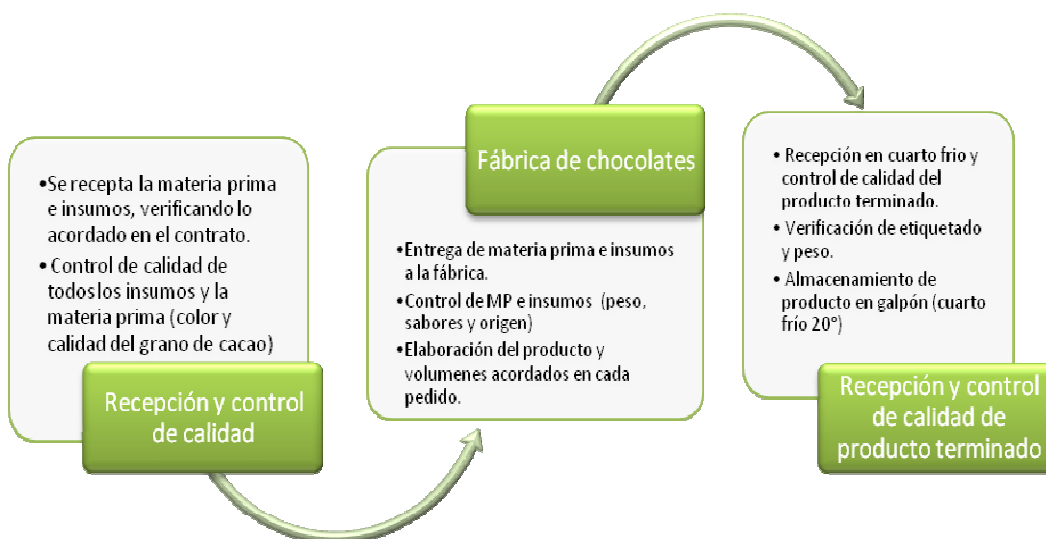 •Se recepta la materia prima
e insumos, verificando lo
acordado en el contrato.
• Control de calidad de
todos los insumos y la
materia prima (color y
calidad del grano de cacao)
Recepción y control
de calidad
Fábrica de chocolates
•Entrega de materia prima e insumos
a la fábrica.
•Control de MP e insumos (peso,
sabores y origen)
•Elaboración del producto y
volumenes acordados en cada
pedido.
• Recepción en cuarto frio y
control de calidad del
producto terminado.
• Verificación de etiquetado
y peso.
• Almacenamiento de
producto en galpón (cuarto
frío 20°)
Recepción y control
de calidad de
producto terminado